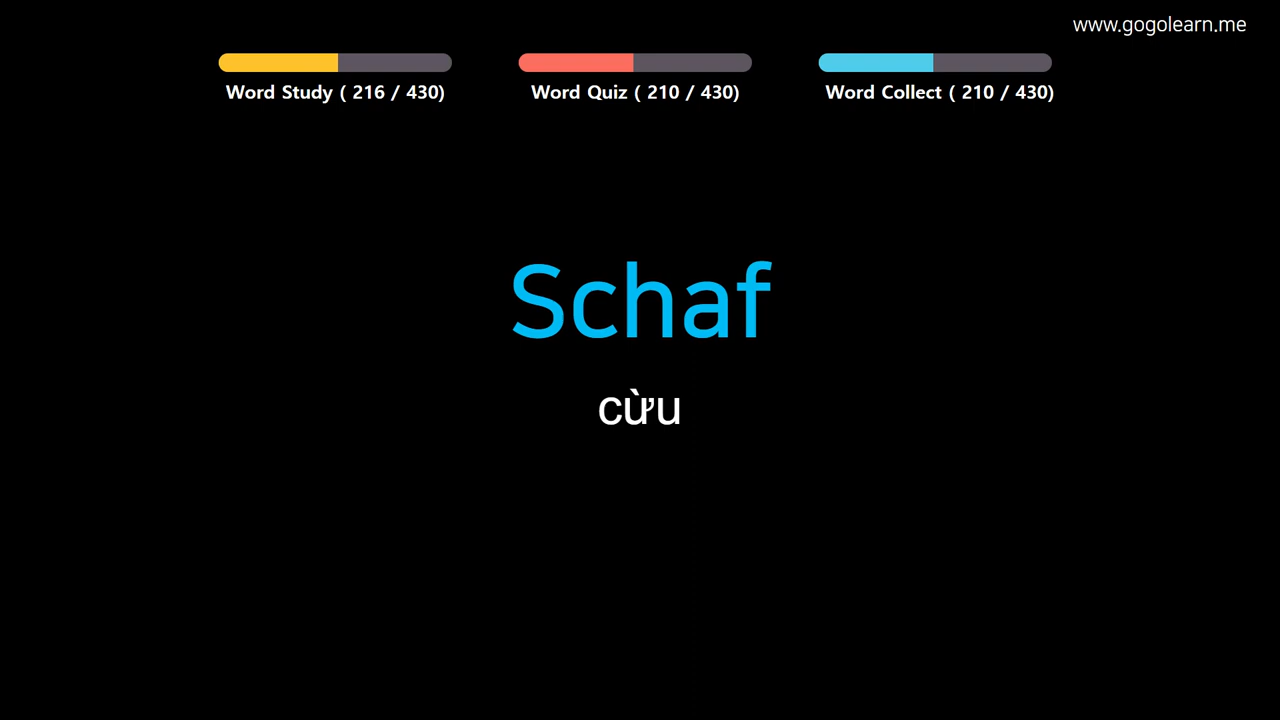 www.gogolearn.me
Word Study ( 216 / 430)
Word Quiz ( 210 / 430)
Word Collect ( 210 / 430)
Schaf
cừu